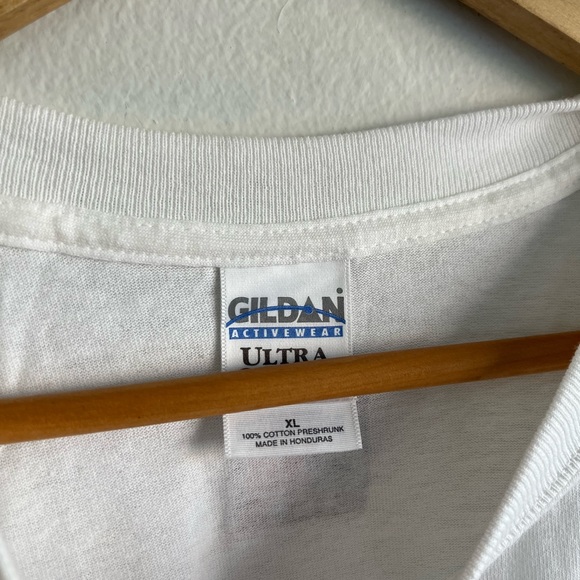 GILDAN
ACTIVEWEAR
ULTRA
XL
100% COTTON PRESHRUNK
MADE IN HONDURAS